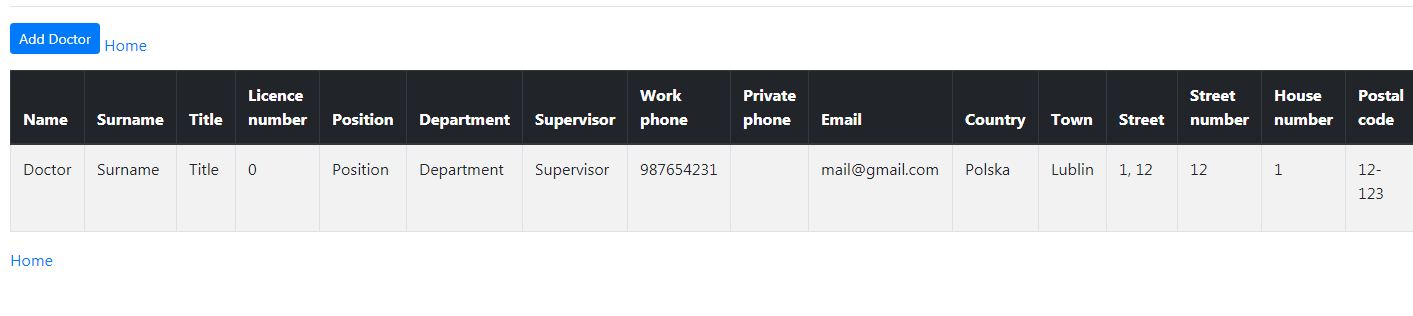 Add Doctor Home
Name Surname Title Licence number Position Department Supervisor Work phone Private phone Email Country Town Street Street number House number Postal code
Doctor Surname Title 0 Position Department Supervisor 987654231 mail@gmail.com Polska Lublin 1, 12 12 1 12-123
Home